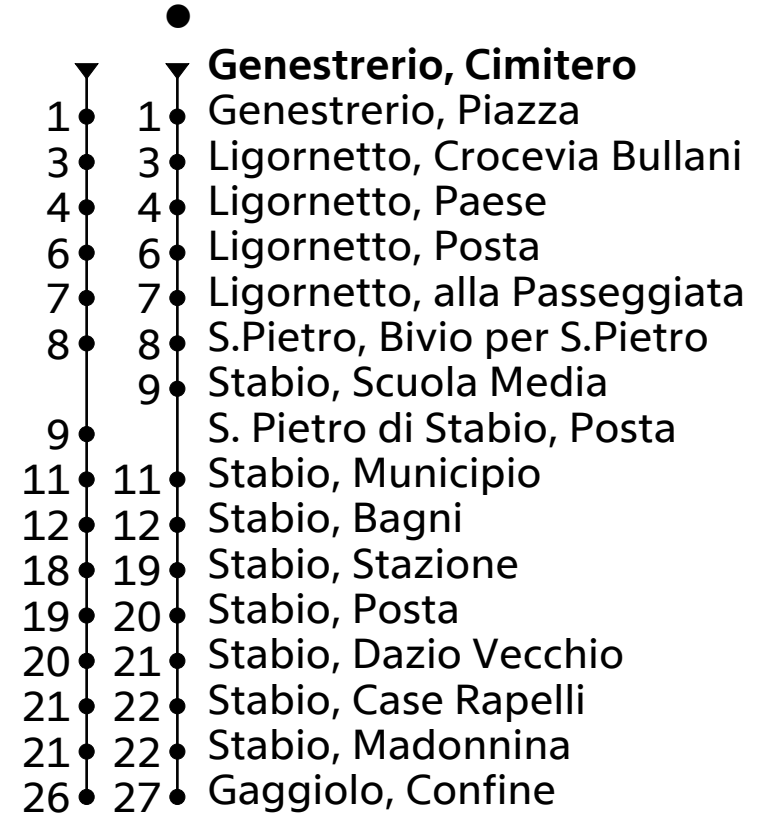 Genestrerio, Cimitero
1 1 Genestrerio, Piazza
3 3 Ligornetto, Crocevia Bullani
4 4 Ligornetto, Paese
6 6 Ligornetto, Posta
7 7 Ligornetto, alla Passeggiata
8 8 S.Pietro, Bivio per S.Pietro
9 Stabio, Scuola Media
9 S. Pietro di Stabio, Posta
11 11 Stabio, Municipio
12 12 Stabio, Bagni
18 19 Stabio, Stazione
19 20 Stabio, Posta
20 21 Stabio, Dazio Vecchio
21 22 Stabio, Case Rapelli
21 22 Stabio, Madonnina
26 27 Gaggiolo, Confine